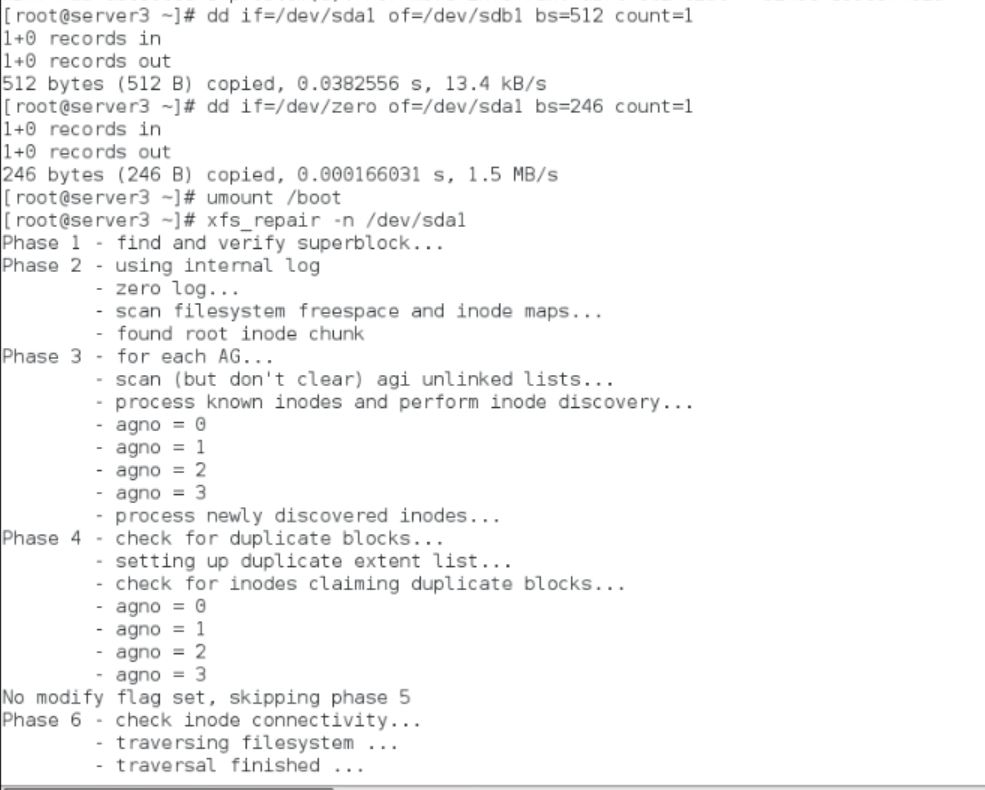 [root@server3 ~]# dd if=/dev/sda1 of=/dev/sdb1 bs=512 count=1
1+0 records in
1+0 records out
512 bytes (512 B) copied, 0.0382556 s, 13.4 kB/s
[root@server3 ~]# dd if=/dev/zero of=/dev/sda1 bs=246 count=1
1+0 records in
1+0 records out
246 bytes (246 B) copied, 0.000166031 s, 1.5 MB/s
[root@server3 ~]# umount /boot
[root@server3 ~]# xfs_repair -n /dev/sda1
Phase 1 - find and verify superblock...
Phase 2 - using internal log
        - zero log...
        - scan filesystem freespace and inode maps...
        - found root inode chunk
Phase 3 - for each AG...
        - scan (but don't clear) agi unlinked lists...
        - process known inodes and perform inode discovery...
        - agno = 0
        - agno = 1
        - agno = 2
        - agno = 3
        - process newly discovered inodes...
Phase 4 - check for duplicate blocks...
        - setting up duplicate extent list...
        - check for inodes claiming duplicate blocks...
        - agno = 0
        - agno = 1
        - agno = 2
        - agno = 3
No modify flag set, skipping phase 5
Phase 6 - check inode connectivity...
        - traversing filesystem ...
        - traversal finished ...